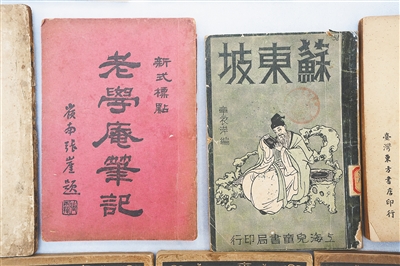 新式標點
老學庵筆記
嶺南張崖題
蘇東坡
上海兒童書局印行
臺灣東方書店印行